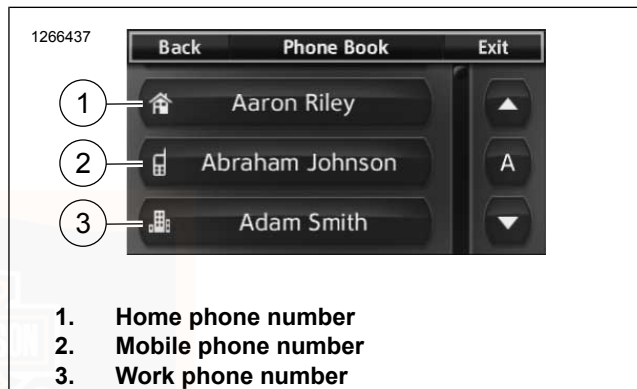 1266437
Back Phone Book Exit
1 Aaron Riley
2 Abraham Johnson A
3 Adam Smith
1. Home phone number
2. Mobile phone number
3. Work phone number